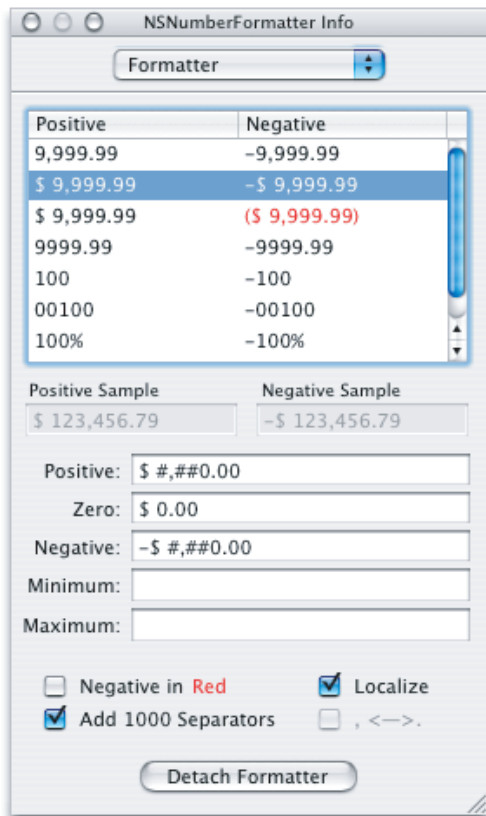 NSNumberFormatter Info
Formatter
Positive Negative
9,999.99 -9,999.99
$ 9,999.99 -$ 9,999.99
$ 9,999.99 ($ 9,999.99)
9999.99 -9999.99
100 -100
00100 -00100
100% -100%
Positive Sample Negative Sample
$ 123,456.79 -$ 123,456.79
Positive: $ #,##0.00
Zero: $ 0.00
Negative: -$ #,##0.00
Minimum:
Maximum:
Negative in Red Localize
Add 1000 Separators , <-->.
Detach Formatter